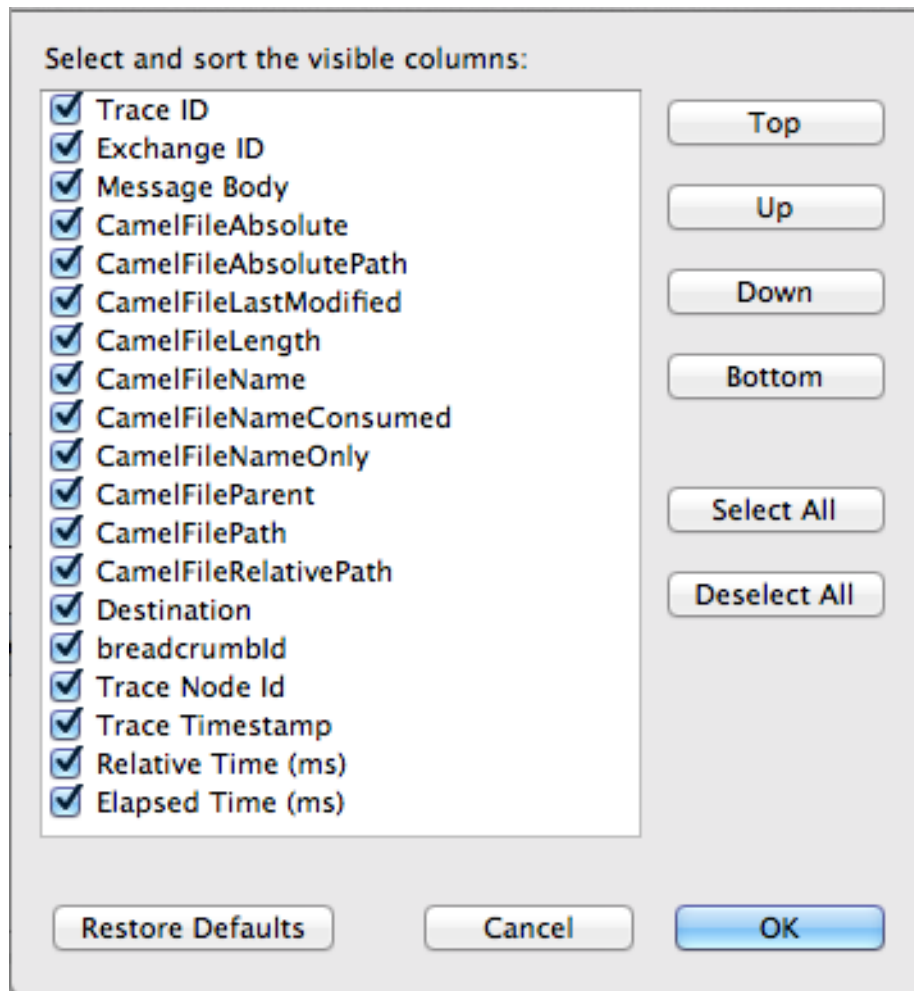 Select and sort the visible columns:
Trace ID
Exchange ID
Message Body
CamelFileAbsolute
CamelFileAbsolutePath
CamelFileLastModified
CamelFileLength
CamelFileName
CamelFileNameConsumed
CamelFileNameOnly
CamelFileParent
CamelFilePath
CamelFileRelativePath
Destination
breadcrumbId
Trace Node Id
Trace Timestamp
Relative Time (ms)
Elapsed Time (ms)
Top
Up
Down
Bottom
Select All
Deselect All
Restore Defaults
Cancel
OK